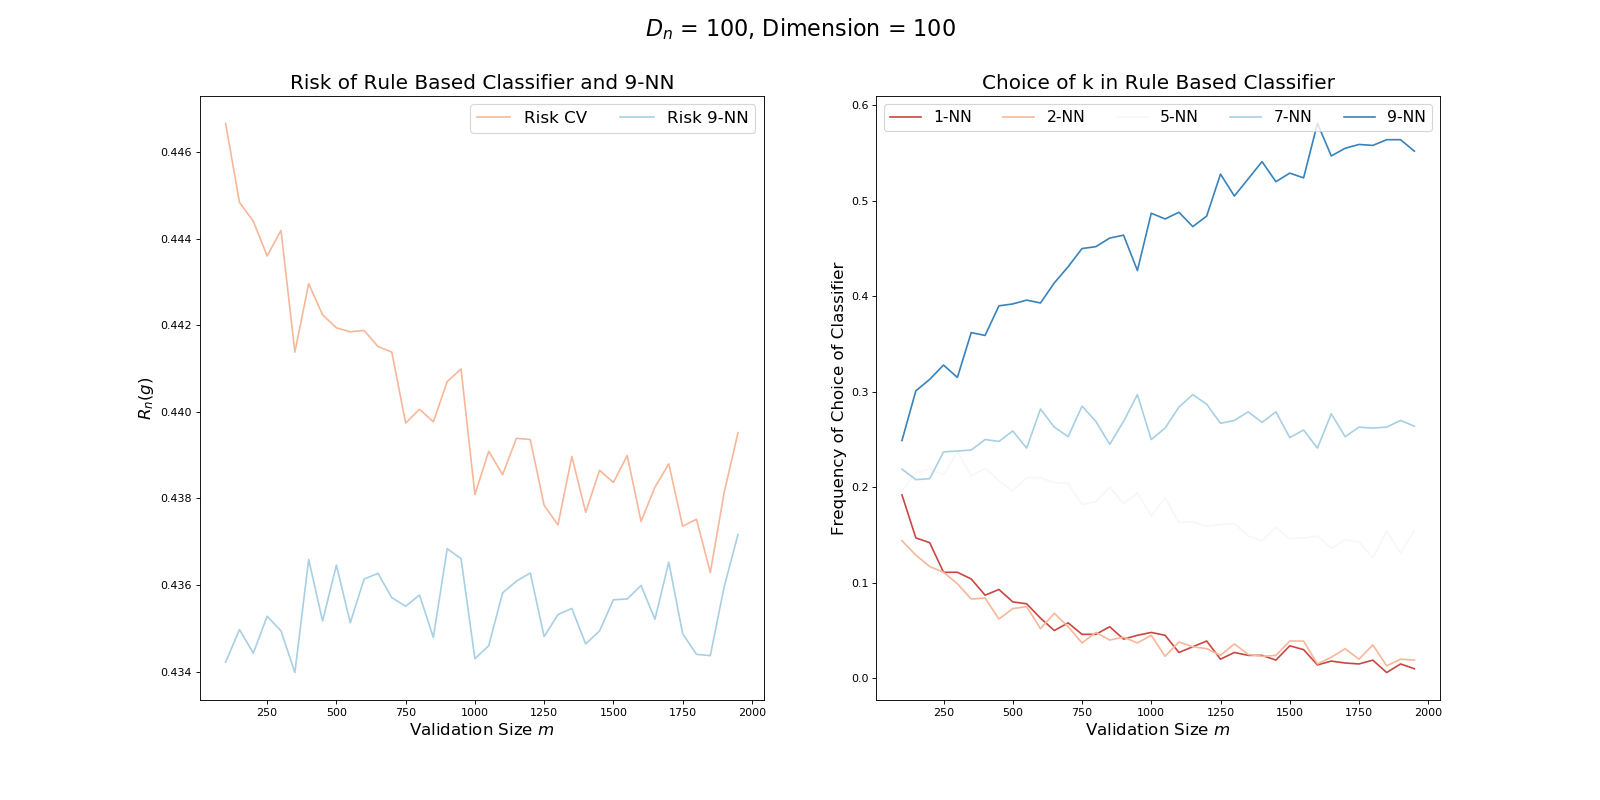 Dₙ = 100, Dimension = 100
Risk of Rule Based Classifier and 9-NN
Risk CV Risk 9-NN
0.446
0.444
0.442
0.440
0.438
0.436
0.434
Rₙ(g)
250 500 750 1000 1250 1500 1750 2000
Validation Size m
Choice of k in Rule Based Classifier
1-NN 2-NN 5-NN 7-NN 9-NN
0.6
0.5
0.4
0.3
0.2
0.1
0.0
Frequency of Choice of Classifier
250 500 750 1000 1250 1500 1750 2000
Validation Size m